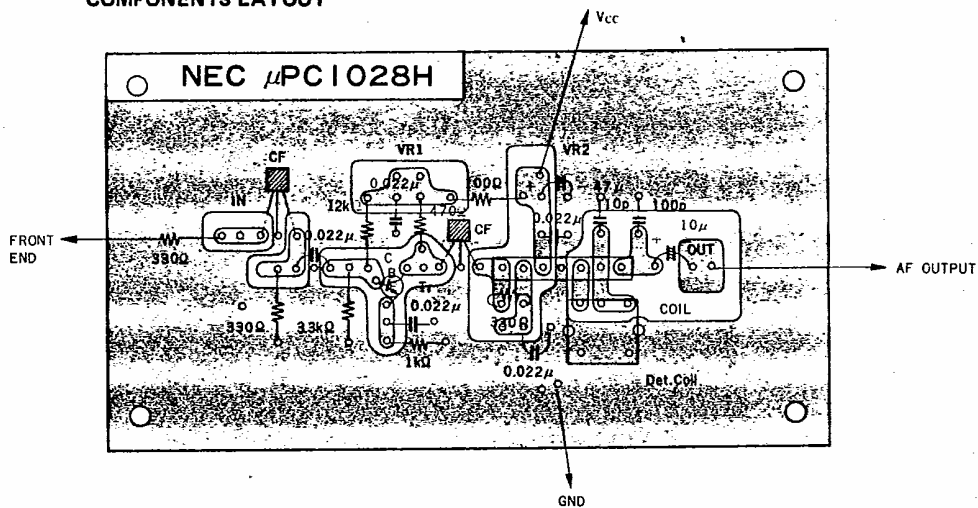 COMPONENTS LAYOUT
Vcc
NEC μPC1028H
CF
VR1
VR2
0.022μ
00Ω
47μ
IN
12k
470Ω
CF
0.022μ
10p
100p
10μ
0.022μ
FRONT
END
330Ω
OUT
AF OUTPUT
C
B
E
Tr
0.022μ
COIL
330Ω
3.3kΩ
330Ω
1kΩ
0.022μ
Det.Coil
GND